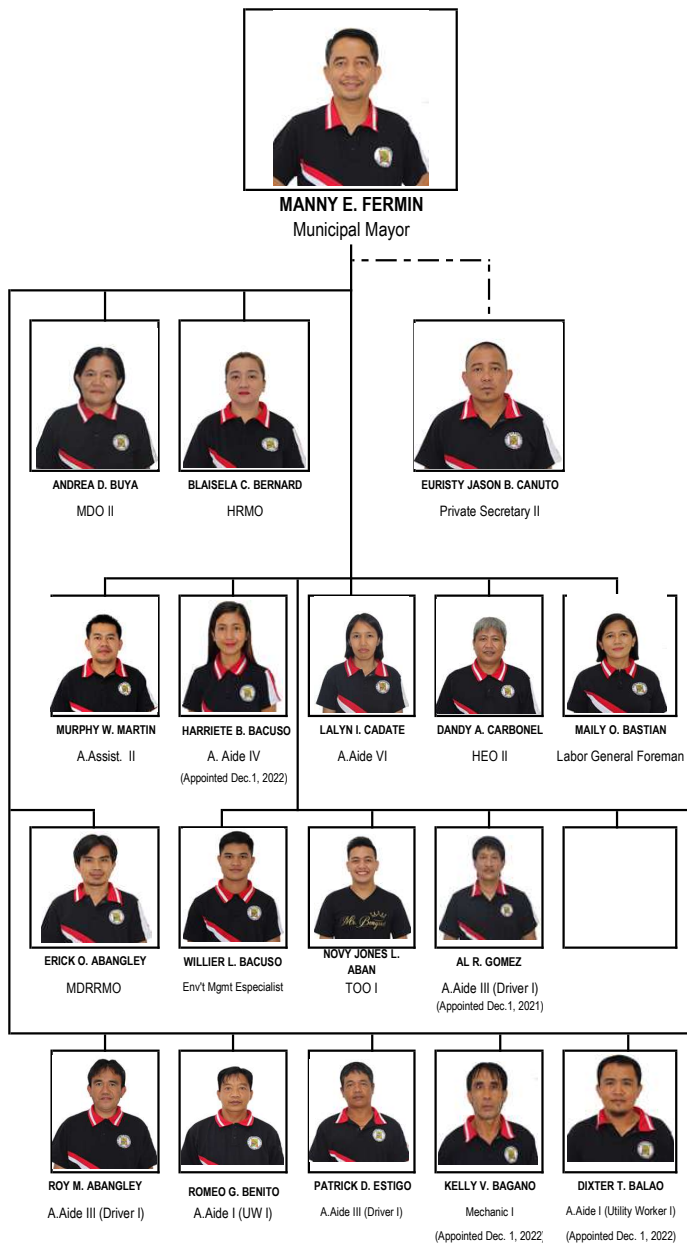 MANNY E. FERMIN
Municipal Mayor
ANDREA D. BUYA
MDO II
BLAISELA C. BERNARD
HRMO
EURISTY JASON B. CANUTO
Private Secretary II
MURPHY W. MARTIN
A.Assist. II
HARRIETE B. BACUSO
A. Aide IV
(Appointed Dec.1, 2022)
LALYN I. CADATE
A.Aide VI
DANDY A. CARBONEL
HEO II
MAILY O. BASTIAN
Labor General Foreman
ERICK O. ABANGLEY
MDRRMO
WILLIER L. BACUSO
Env't Mgmt Especialist
NOVY JONES L.
ABAN
TOO I
AL R. GOMEZ
A.Aide III (Driver I)
(Appointed Dec.1, 2021)
ROY M. ABANGLEY
A.Aide III (Driver I)
ROMEO G. BENITO
A.Aide I (UW I)
PATRICK D. ESTIGO
A.Aide III (Driver I)
KELLY V. BAGANO
Mechanic I
(Appointed Dec. 1, 2022)
DIXTER T. BALAO
A.Aide I (Utility Worker I)
(Appointed Dec. 1, 2022)